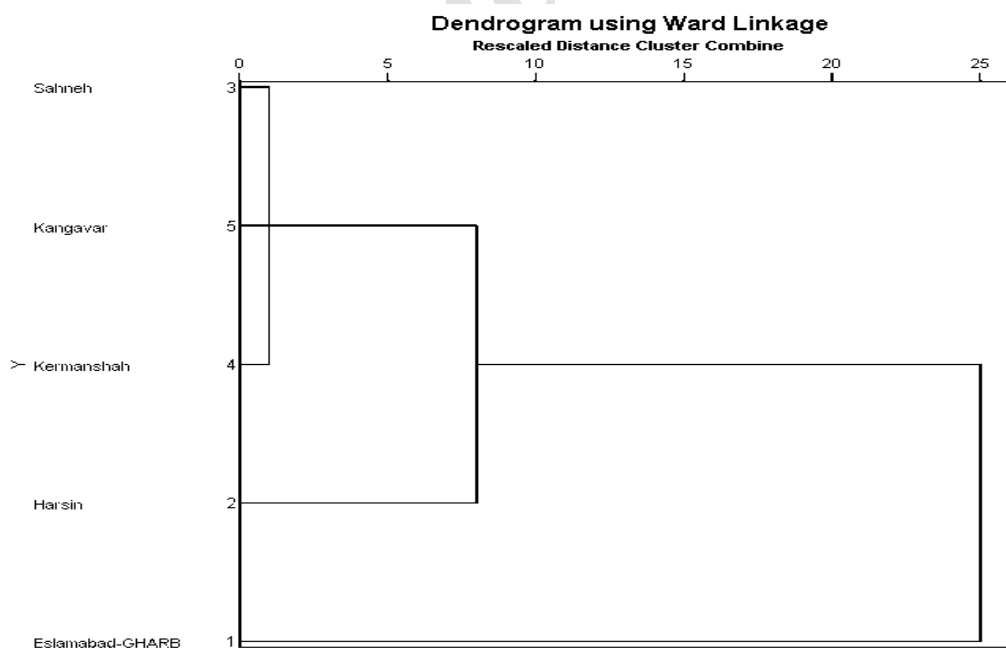 Dendrogram using Ward Linkage
Rescaled Distance Cluster Combine
0 5 10 15 20 25
Sahneh 3
Kangavar 5
Y Kermanshah 4
Harsin 2
Eslamabad-GHARB 1